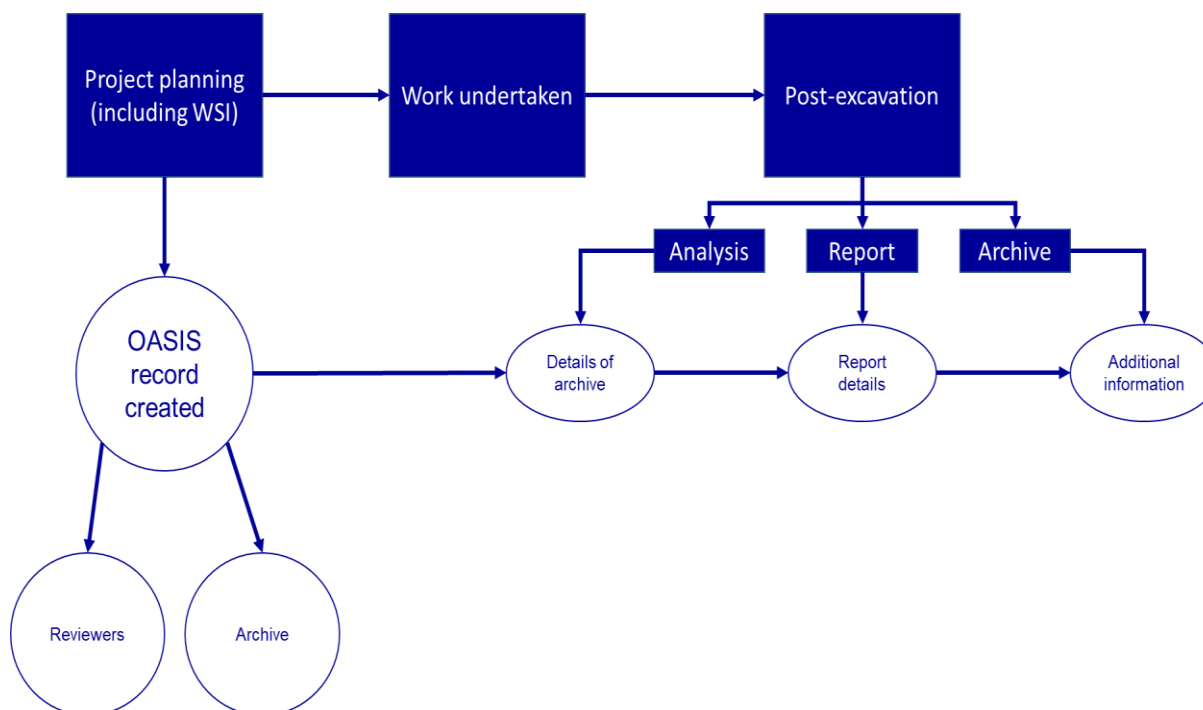 Project planning
(including WSI)
Work undertaken
Post-excavation
Analysis
Report
Archive
OASIS
record
created
Details of
archive
Report
details
Additional
information
Reviewers
Archive